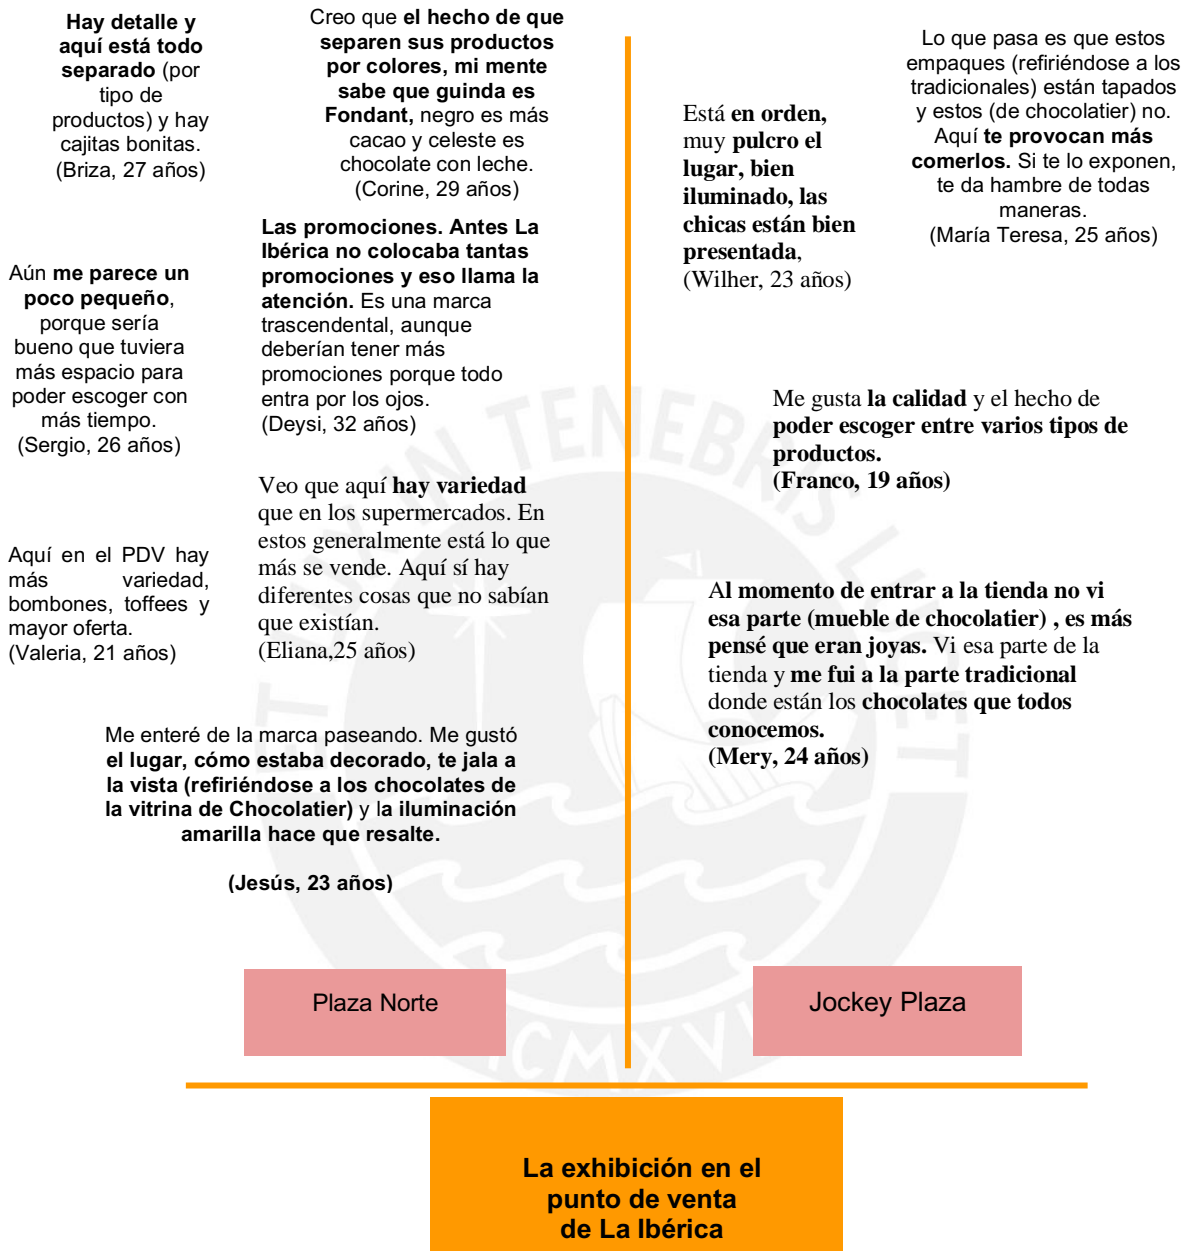 Hay detalle y
aquí está todo
separado (por
tipo de
productos) y hay
cajitas bonitas.
(Briza, 27 años)
Creo que el hecho de que
separen sus productos
por colores, mi mente
sabe que guinda es
Fondant, negro es más
cacao y celeste es
chocolate con leche.
(Corine, 29 años)
Está en orden,
muy pulcro el
lugar, bien
iluminado, las
chicas están bien
presentada,
(Wilher, 23 años)
Lo que pasa es que estos
empaques (refiriéndose a los
tradicionales) están tapados
y estos (de chocolatier) no.
Aquí te provocan más
comerlos. Si te lo exponen,
te da hambre de todas
maneras.
(María Teresa, 25 años)
Aún me parece un
poco pequeño,
porque sería
bueno que tuviera
más espacio para
poder escoger con
más tiempo.
(Sergio, 26 años)
Las promociones. Antes La
Ibérica no colocaba tantas
promociones y eso llama la
atención. Es una marca
trascendental, aunque
deberían tener más
promociones porque todo
entra por los ojos.
(Deysi, 32 años)
Me gusta la calidad y el hecho de
poder escoger entre varios tipos de
productos.
(Franco, 19 años)
Aquí en el PDV hay
más variedad,
bombones, toffees y
mayor oferta.
(Valeria, 21 años)
Veo que aquí hay variedad
que en los supermercados. En
estos generalmente está lo que
más se vende. Aquí sí hay
diferentes cosas que no sabían
que existían.
(Eliana,25 años)
Al momento de entrar a la tienda no vi
esa parte (mueble de chocolatier) , es más
pensé que eran joyas. Vi esa parte de la
tienda y me fui a la parte tradicional
donde están los chocolates que todos
conocemos.
(Mery, 24 años)
Me enteré de la marca paseando. Me gustó
el lugar, cómo estaba decorado, te jala a
la vista (refiriéndose a los chocolates de
la vitrina de Chocolatier) y la iluminación
amarilla hace que resalte.
(Jesús, 23 años)
Plaza Norte
Jockey Plaza
La exhibición en el
punto de venta
de La Ibérica
ET LUX IN TENEBRIS LUCET